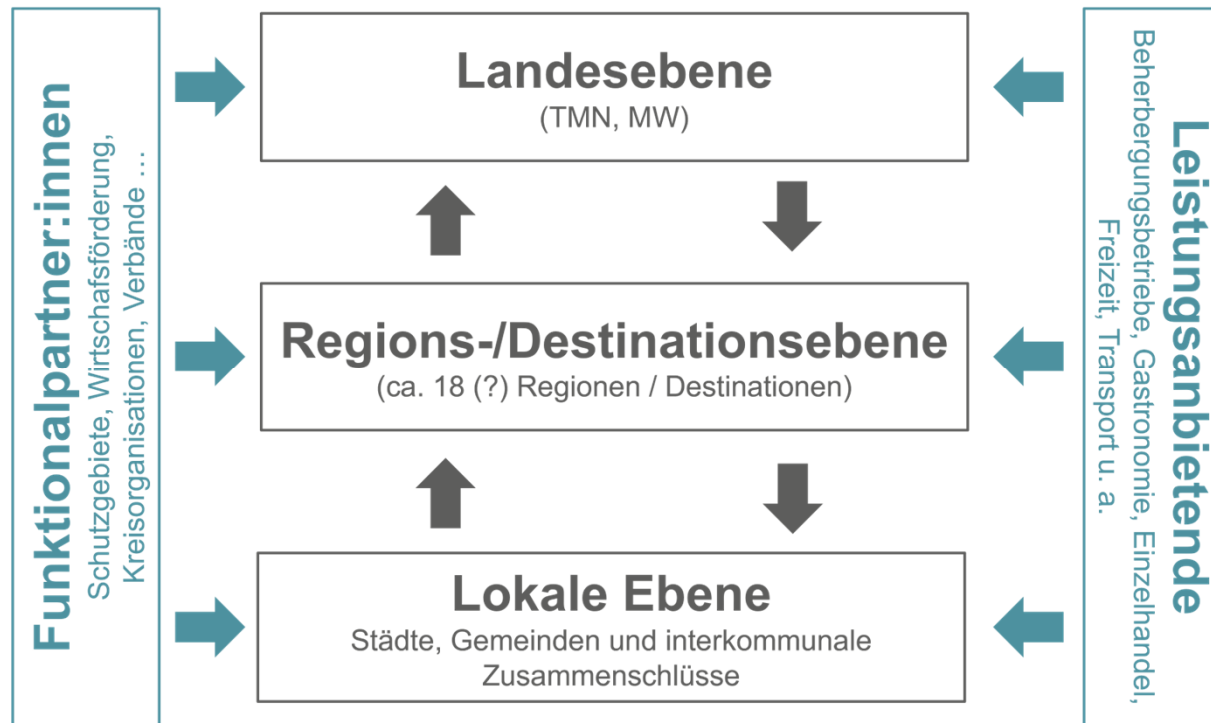 Funktionalpartner:innen
Schutzgebiete, Wirtschafsförderung,
Kreisorganisationen, Verbände …
Landesebene
(TMN, MW)
Regions-/Destinationsebene
(ca. 18 (?) Regionen / Destinationen)
Lokale Ebene
Städte, Gemeinden und interkommunale
Zusammenschlüsse
Leistungsanbietende
Beherbergungsbetriebe, Gastronomie, Einzelhandel,
Freizeit, Transport u. a.